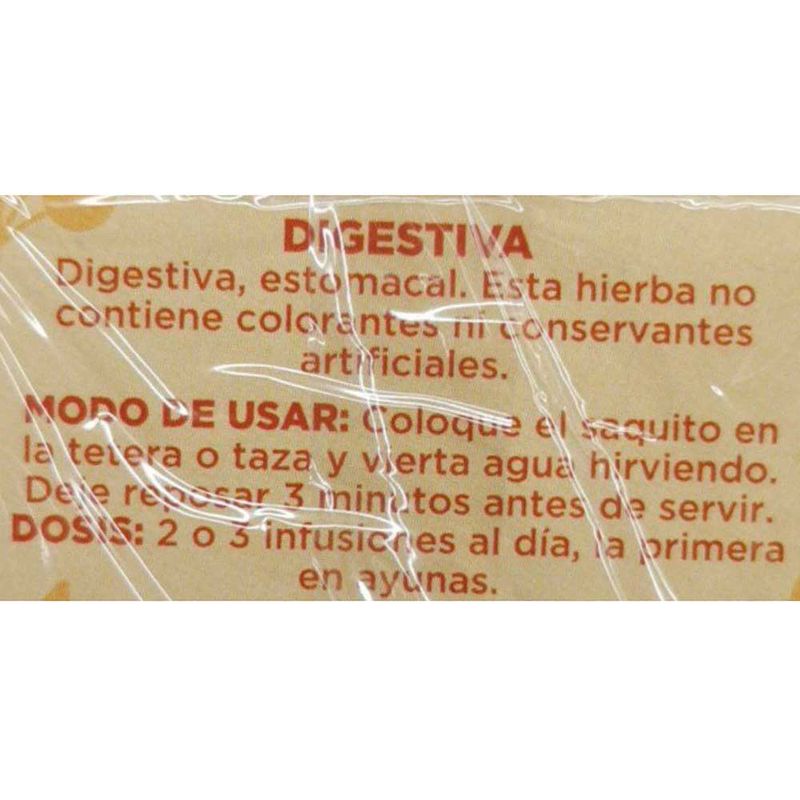 DIGESTIVA
Digestiva, estomacal. Esta hierba no
contiene colorantes ni conservantes
artificiales.
MODO DE USAR: Coloque el saquito en
la tetera o taza y vierta agua hirviendo.
Deje reposar 3 minutos antes de servir.
DOSIS: 2 o 3 infusiones al día, la primera
en ayunas.